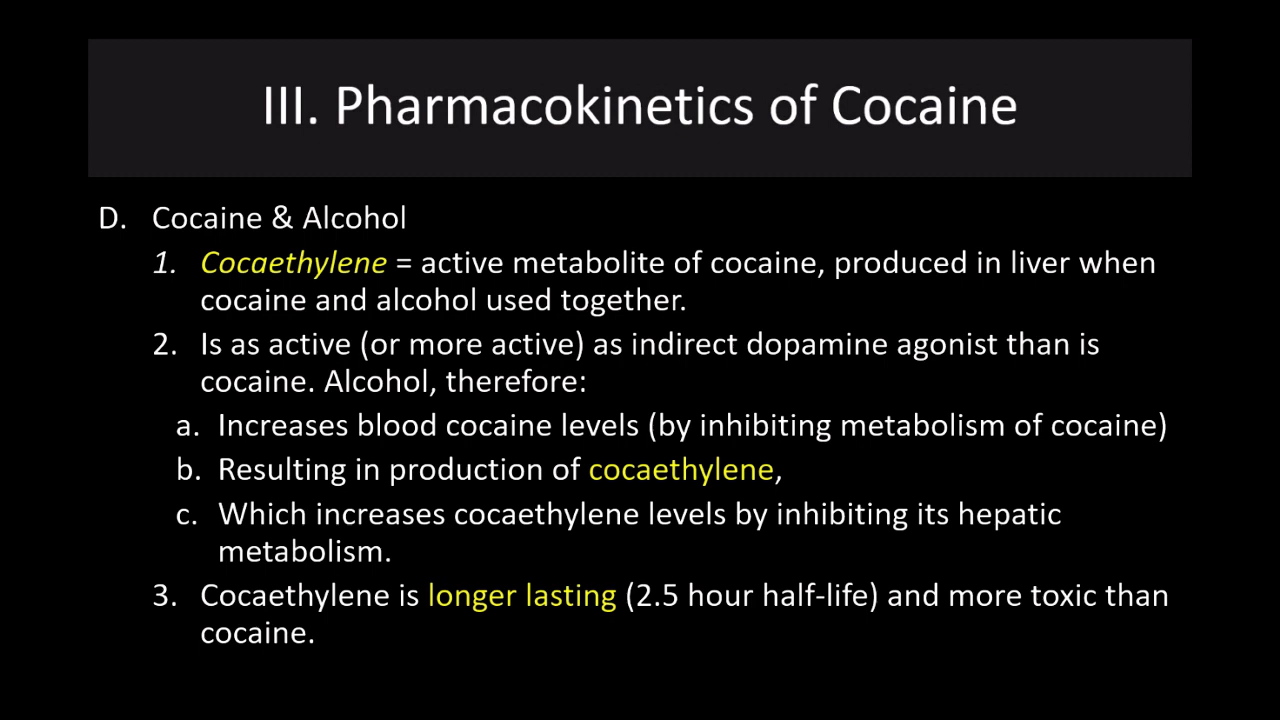 III. Pharmacokinetics of Cocaine
D. Cocaine & Alcohol
1. Cocaethylene = active metabolite of cocaine, produced in liver when
cocaine and alcohol used together.
2. Is as active (or more active) as indirect dopamine agonist than is
cocaine. Alcohol, therefore:
a. Increases blood cocaine levels (by inhibiting metabolism of cocaine)
b. Resulting in production of cocaethylene,
c. Which increases cocaethylene levels by inhibiting its hepatic
metabolism.
3. Cocaethylene is longer lasting (2.5 hour half-life) and more toxic than
cocaine.